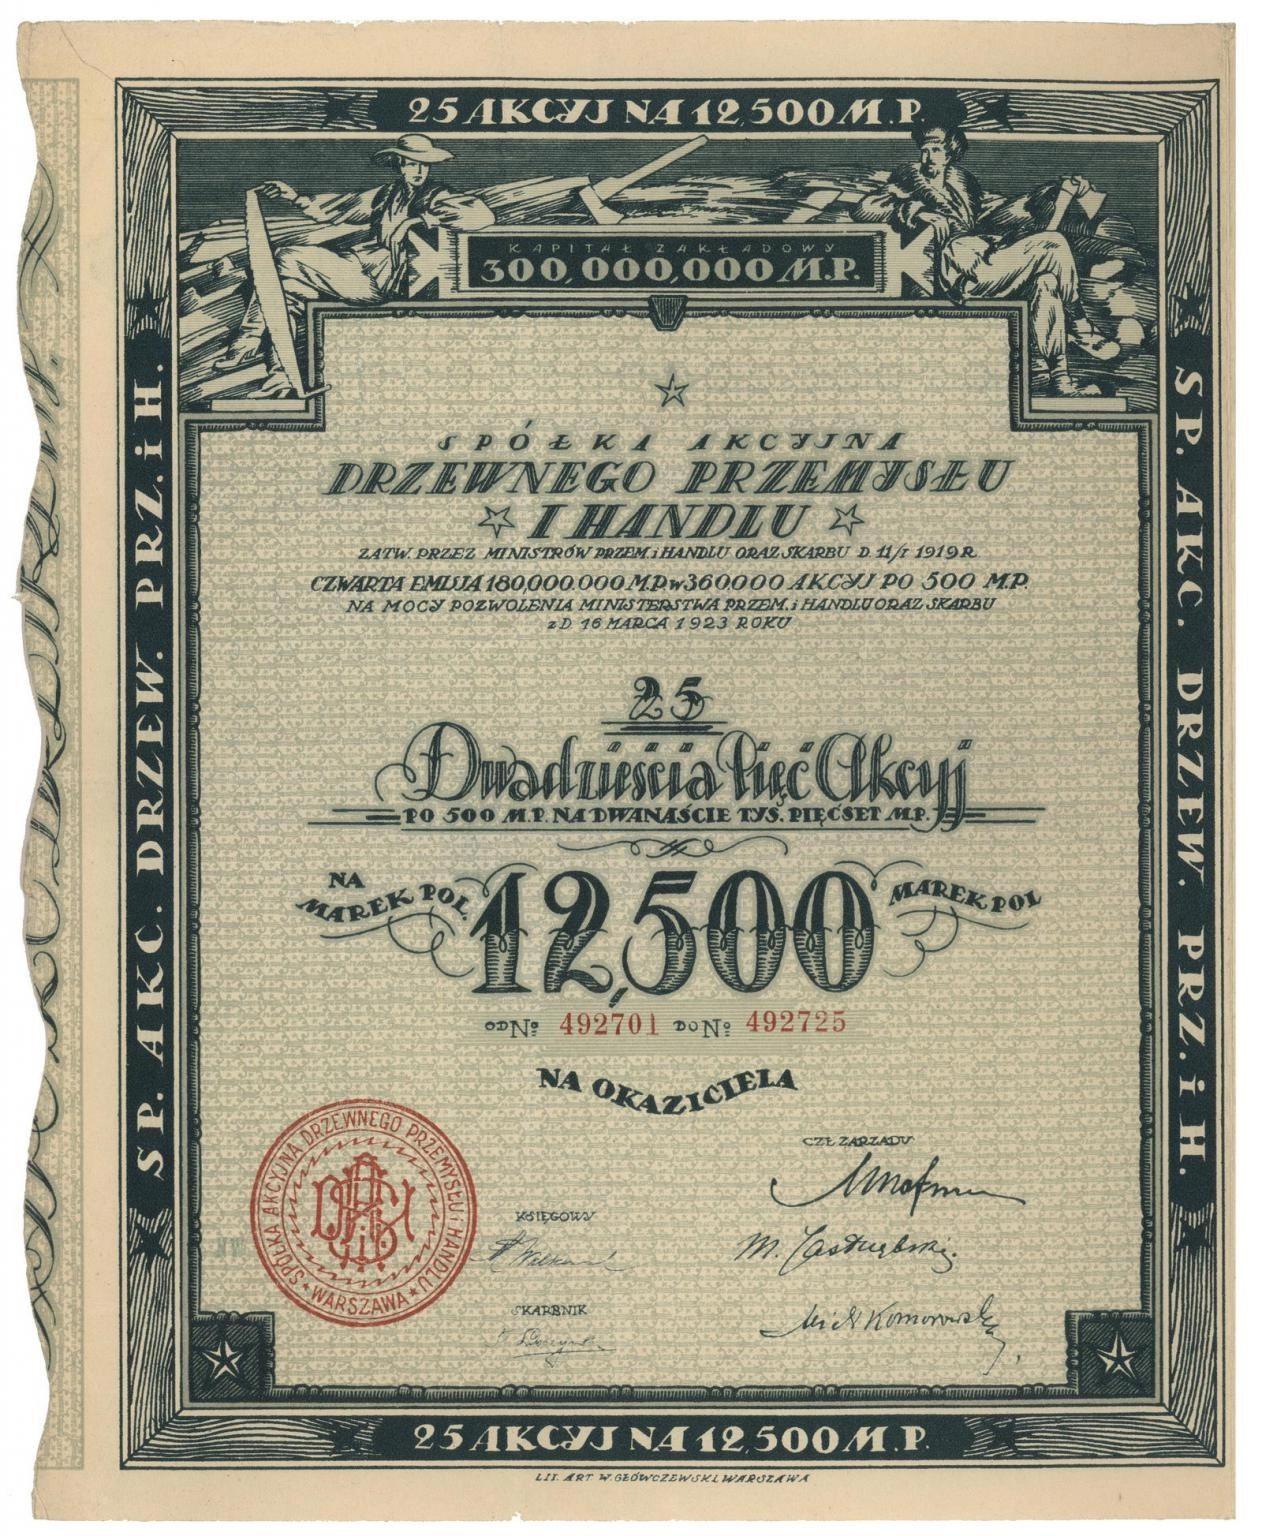 25 AKCYJ NA 12,500 M.P.
KAPITAŁ ZAKŁADOWY
300,000,000 M.P.
SP. AKC. DRZEW. PRZ. i H.
SP. AKC. DRZEW. PRZ. i H.
SPÓŁKA AKCYJNA
DRZEWNEGO PRZEMYSŁU
I HANDLU
ZATW. PRZEZ MINISTRÓW PRZEM. i HANDLU ORAZ SKARBU D. 11/I 1919 R.
CZWARTA EMISJA 180,000.000 M.P. w 360000 AKCYJ PO 500 M.P.
NA MOCY POZWOLENIA MINISTERSTWA PRZEM. i HANDLU ORAZ SKARBU
z D. 16 MARCA 1923 ROKU
25
Dwadzieścia Pięć Akcyj
PO 500 M.P. NA DWANAŚCIE TYS. PIĘĆSET M.P.
NA MAREK POL. 12,500 MAREK POL
OD No 492701 DO No 492725
NA OKAZICIELA
SPÓŁKA AKCYJNA DRZEWNEGO PRZEMYSŁU i HANDLU
WARSZAWA
CZŁ. ZARZĄDU
KSIĘGOWY
M. Jastrzębski.
SKARBNIK
Mich Komorowski
25 AKCYJ NA 12,500 M.P.
LIT. ART. W. GŁÓWCZEWSKI, WARSZAWA